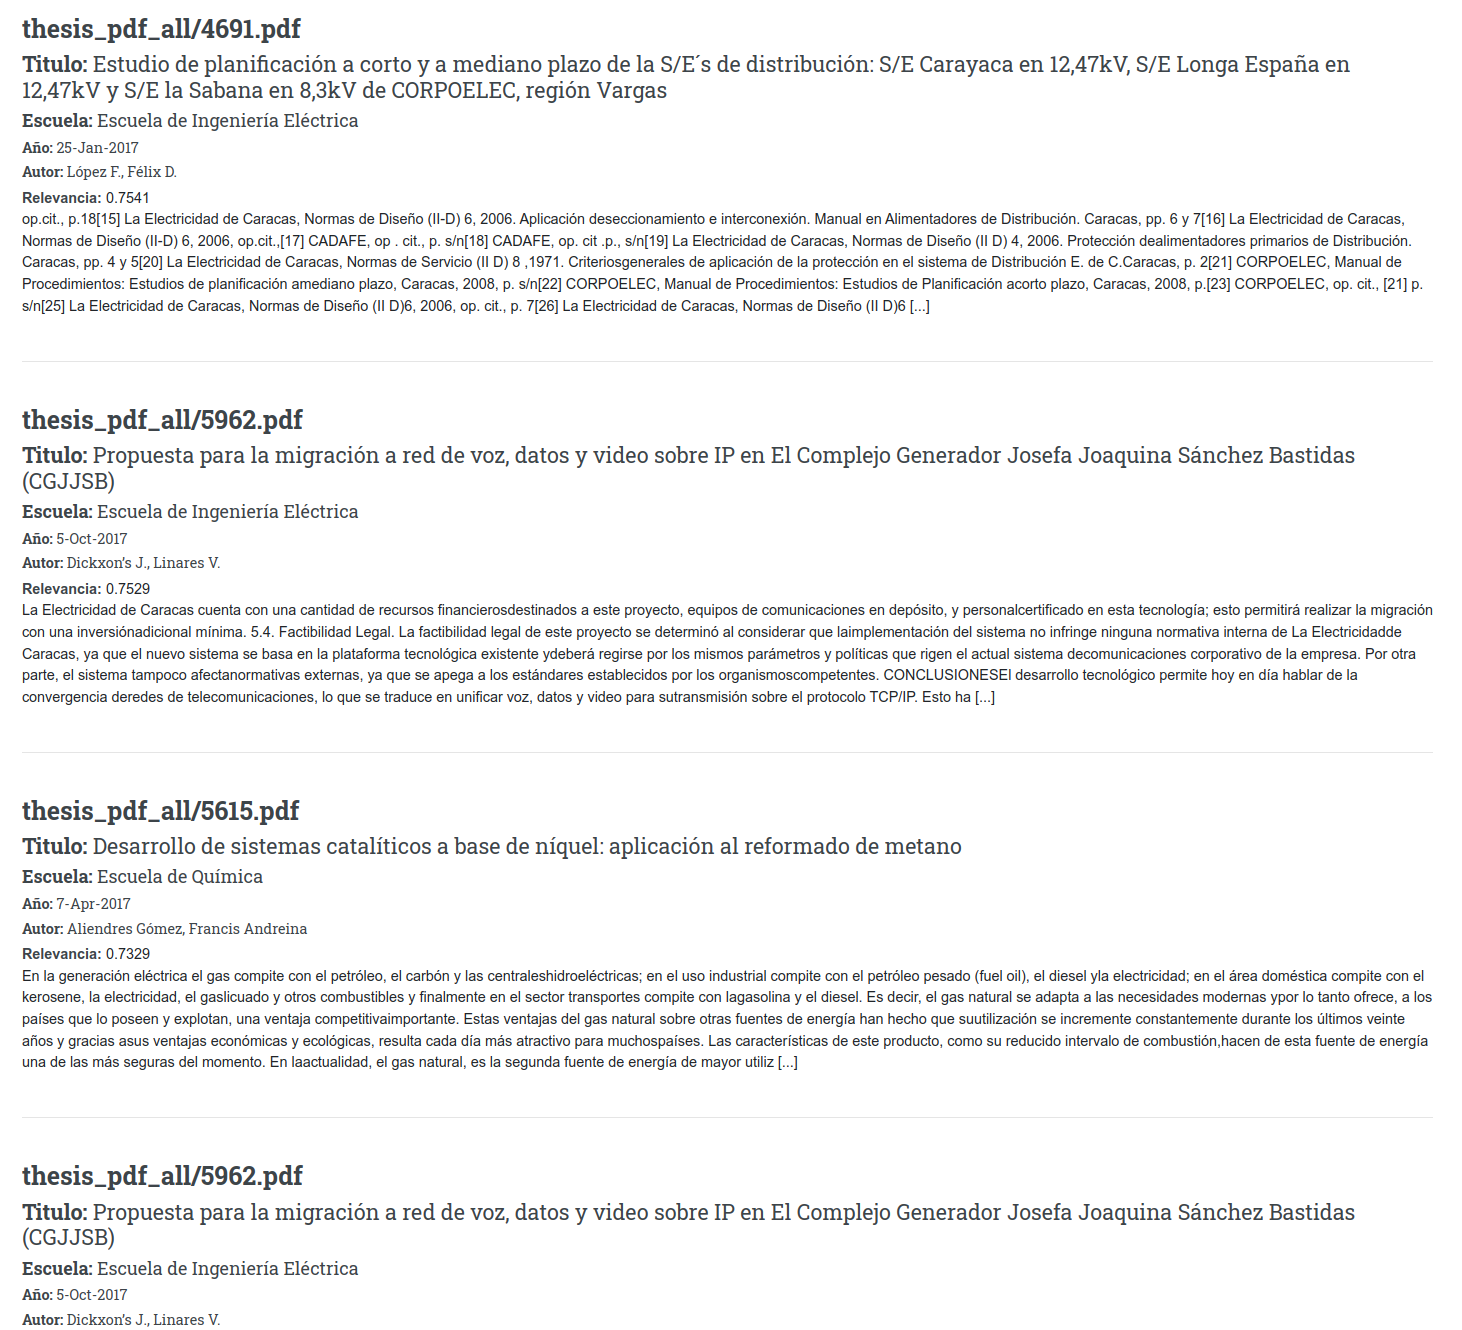 thesis_pdf_all/4691.pdf
Titulo: Estudio de planificación a corto y a mediano plazo de la S/E´s de distribución: S/E Carayaca en 12,47kV, S/E Longa España en
12,47kV y S/E la Sabana en 8,3kV de CORPOELEC, región Vargas
Escuela: Escuela de Ingeniería Eléctrica
Año: 25-Jan-2017
Autor: López F., Félix D.
Relevancia: 0.7541
op.cit., p.18[15] La Electricidad de Caracas, Normas de Diseño (II-D) 6, 2006. Aplicación deseccionamiento e interconexión. Manual en Alimentadores de Distribución. Caracas, pp. 6 y 7[16] La Electricidad de Caracas,
Normas de Diseño (II-D) 6, 2006, op.cit.,[17] CADAFE, op . cit., p. s/n[18] CADAFE, op. cit .p., s/n[19] La Electricidad de Caracas, Normas de Diseño (II D) 4, 2006. Protección dealimentadores primarios de Distribución.
Caracas, pp. 4 y 5[20] La Electricidad de Caracas, Normas de Servicio (II D) 8 ,1971. Criteriosgenerales de aplicación de la protección en el sistema de Distribución E. de C.Caracas, p. 2[21] CORPOELEC, Manual de
Procedimientos: Estudios de planificación amediano plazo, Caracas, 2008, p. s/n[22] CORPOELEC, Manual de Procedimientos: Estudios de Planificación acorto plazo, Caracas, 2008, p.[23] CORPOELEC, op. cit., [21] p.
s/n[25] La Electricidad de Caracas, Normas de Diseño (II D)6, 2006, op. cit., p. 7[26] La Electricidad de Caracas, Normas de Diseño (II D)6 [...]
thesis_pdf_all/5962.pdf
Titulo: Propuesta para la migración a red de voz, datos y video sobre IP en El Complejo Generador Josefa Joaquina Sánchez Bastidas
(CGJJSB)
Escuela: Escuela de Ingeniería Eléctrica
Año: 5-Oct-2017
Autor: Dickxon's J., Linares V.
Relevancia: 0.7529
La Electricidad de Caracas cuenta con una cantidad de recursos financierosdestinados a este proyecto, equipos de comunicaciones en depósito, y personalcertificado en esta tecnología; esto permitirá realizar la migración
con una inversiónadicional mínima. 5.4. Factibilidad Legal. La factibilidad legal de este proyecto se determinó al considerar que laimplementación del sistema no infringe ninguna normativa interna de La Electricidadde
Caracas, ya que el nuevo sistema se basa en la plataforma tecnológica existente ydeberá regirse por los mismos parámetros y políticas que rigen el actual sistema decomunicaciones corporativo de la empresa. Por otra
parte, el sistema tampoco afectanormativas externas, ya que se apega a los estándares establecidos por los organismoscompetentes. CONCLUSIONESEl desarrollo tecnológico permite hoy en día hablar de la
convergencia deredes de telecomunicaciones, lo que se traduce en unificar voz, datos y video para sutransmisión sobre el protocolo TCP/IP. Esto ha [...]
thesis_pdf_all/5615.pdf
Titulo: Desarrollo de sistemas catalíticos a base de níquel: aplicación al reformado de metano
Escuela: Escuela de Química
Año: 7-Apr-2017
Autor: Aliendres Gómez, Francis Andreina
Relevancia: 0.7329
En la generación eléctrica el gas compite con el petróleo, el carbón y las centraleshidroeléctricas; en el uso industrial compite con el petróleo pesado (fuel oil), el diesel yla electricidad; en el área doméstica compite con el
kerosene, la electricidad, el gaslicuado y otros combustibles y finalmente en el sector transportes compite con lagasolina y el diesel. Es decir, el gas natural se adapta a las necesidades modernas ypor lo tanto ofrece, a los
países que lo poseen y explotan, una ventaja competitivaimportante. Estas ventajas del gas natural sobre otras fuentes de energía han hecho que suutilización se incremente constantemente durante los últimos veinte
años y gracias asus ventajas económicas y ecológicas, resulta cada día más atractivo para muchospaíses. Las características de este producto, como su reducido intervalo de combustión,hacen de esta fuente de energía
una de las más seguras del momento. En laactualidad, el gas natural, es la segunda fuente de energía de mayor utiliz [...]
thesis_pdf_all/5962.pdf
Titulo: Propuesta para la migración a red de voz, datos y video sobre IP en El Complejo Generador Josefa Joaquina Sánchez Bastidas
(CGJJSB)
Escuela: Escuela de Ingeniería Eléctrica
Año: 5-Oct-2017
Autor: Dickxon's J., Linares V.